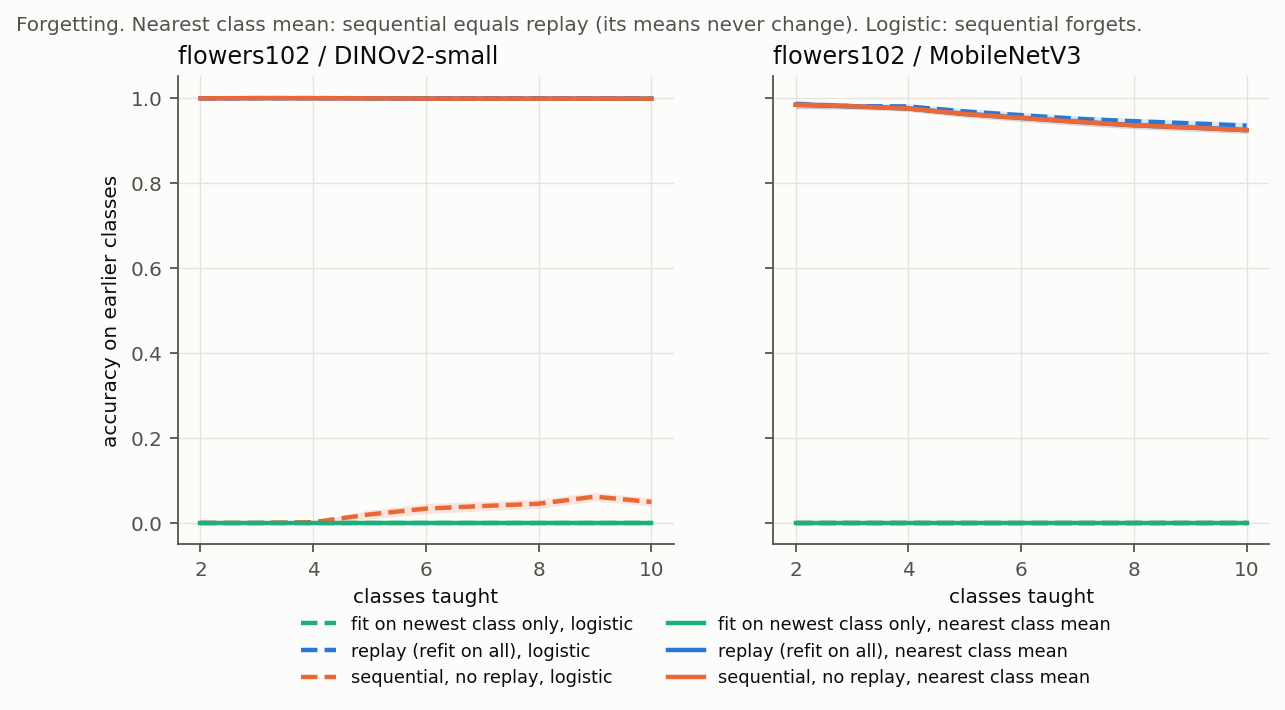 Forgetting. Nearest class mean: sequential equals replay (its means never change). Logistic: sequential forgets.
flowers102 / DINOv2-small
flowers102 / MobileNetV3
accuracy on earlier classes
1.0
0.8
0.6
0.4
0.2
0.0
2 4 6 8 10
2 4 6 8 10
classes taught
classes taught
fit on newest class only, logistic
replay (refit on all), logistic
sequential, no replay, logistic
fit on newest class only, nearest class mean
replay (refit on all), nearest class mean
sequential, no replay, nearest class mean